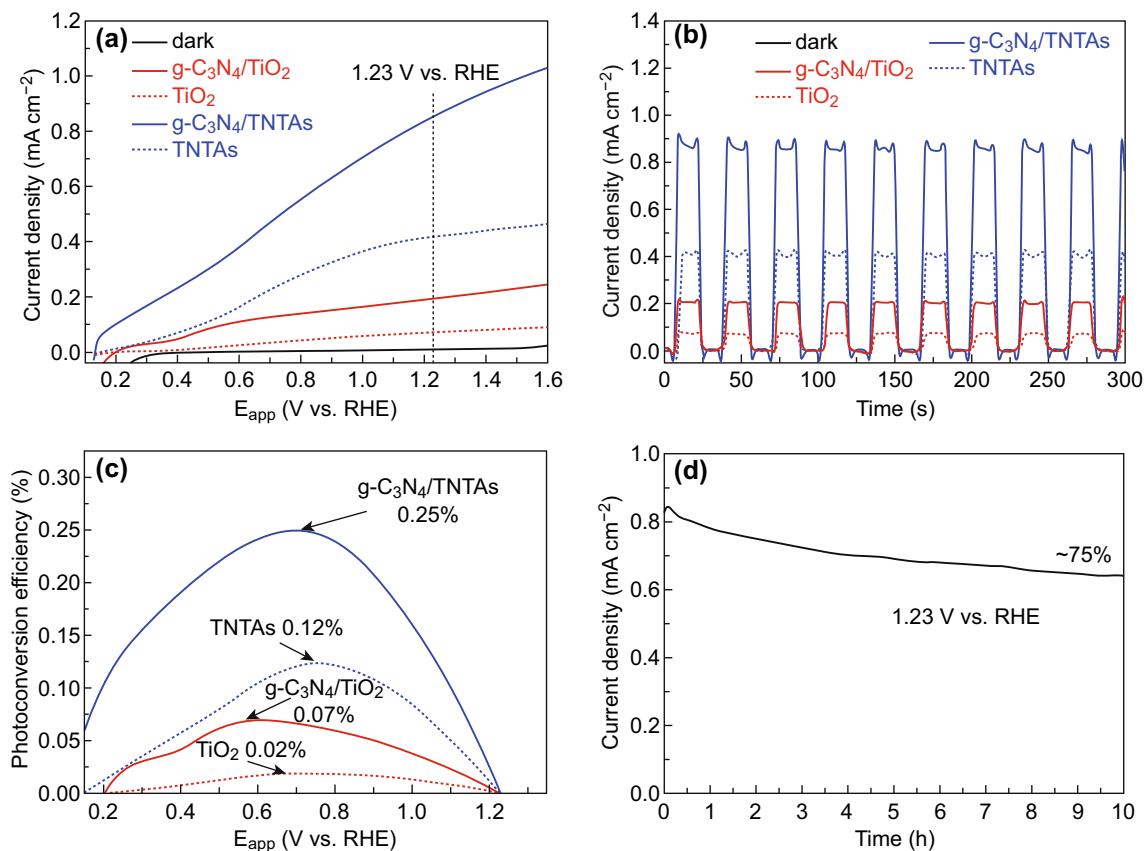 (a)
dark
g-C₃N₄/TiO₂
TiO₂
g-C₃N₄/TNTAs
TNTAs
1.23 V vs. RHE
Current density (mA cm⁻²)
1.2
1.0
0.8
0.6
0.4
0.2
0.0
0.2 0.4 0.6 0.8 1.0 1.2 1.4 1.6
E_app (V vs. RHE)
(b)
dark
g-C₃N₄/TiO₂
TiO₂
g-C₃N₄/TNTAs
TNTAs
Current density (mA cm⁻²)
1.4
1.2
1.0
0.8
0.6
0.4
0.2
0.0
0 50 100 150 200 250 300
Time (s)
(c)
g-C₃N₄/TNTAs
0.25%
TNTAs 0.12%
g-C₃N₄/TiO₂
0.07%
TiO₂ 0.02%
Photoconversion efficiency (%)
0.30
0.25
0.20
0.15
0.10
0.05
0.00
0.2 0.4 0.6 0.8 1.0 1.2
E_app (V vs. RHE)
(d)
~75%
1.23 V vs. RHE
Current density (mA cm⁻²)
1.0
0.8
0.6
0.4
0.2
0.0
0 1 2 3 4 5 6 7 8 9 10
Time (h)